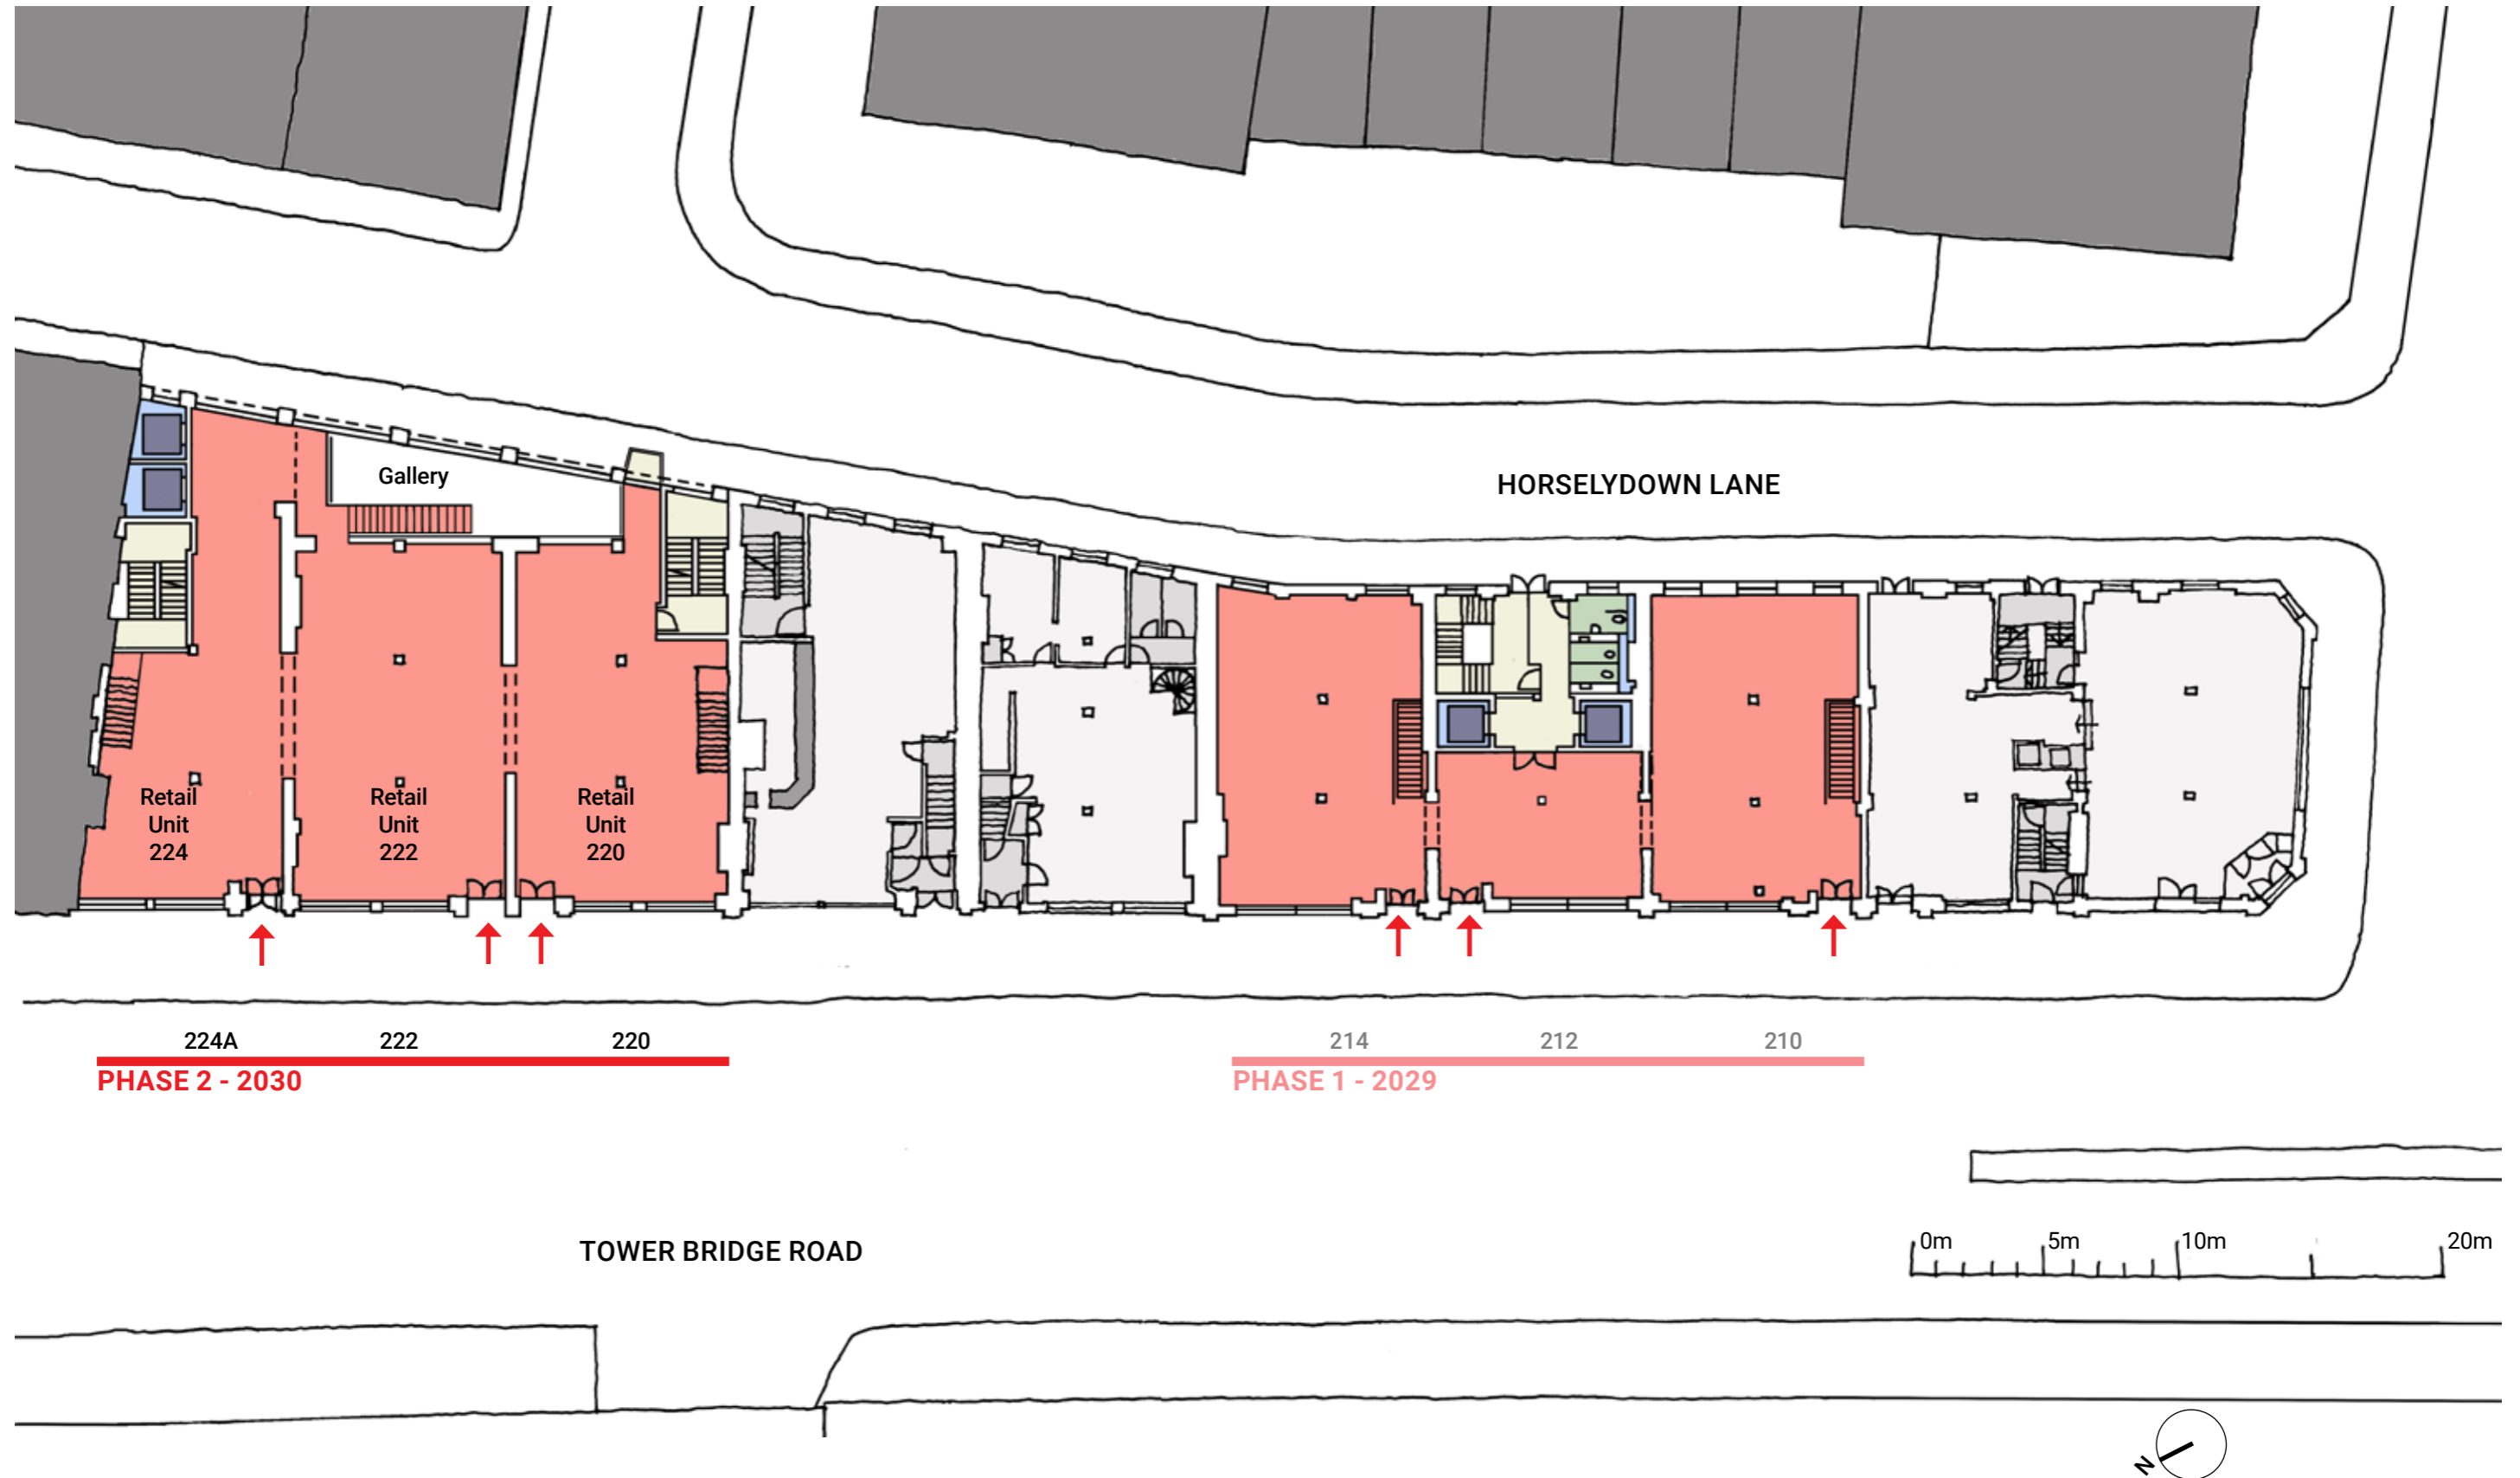 Gallery
HORSELYDOWN LANE
Retail
Unit
224
Retail
Unit
222
Retail
Unit
220
224A
222
220
214
212
210
PHASE 2 - 2030
PHASE 1 - 2029
TOWER BRIDGE ROAD
0m
5m
10m
20m
N